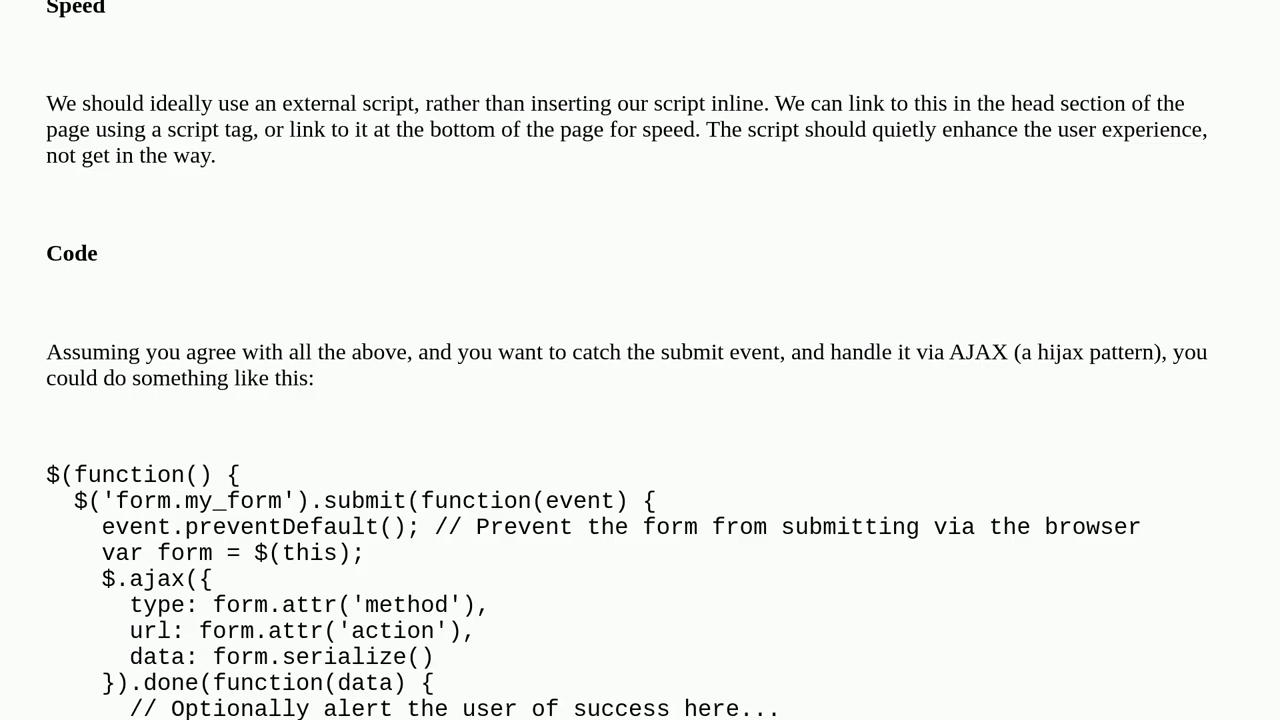 Speed
We should ideally use an external script, rather than inserting our script inline. We can link to this in the head section of the
page using a script tag, or link to it at the bottom of the page for speed. The script should quietly enhance the user experience,
not get in the way.
Code
Assuming you agree with all the above, and you want to catch the submit event, and handle it via AJAX (a hijax pattern), you
could do something like this:
$(function() {
  $('form.my_form').submit(function(event) {
    event.preventDefault(); // Prevent the form from submitting via the browser
    var form = $(this);
    $.ajax({
      type: form.attr('method'),
      url: form.attr('action'),
      data: form.serialize()
    }).done(function(data) {
      // Optionally alert the user of success here...